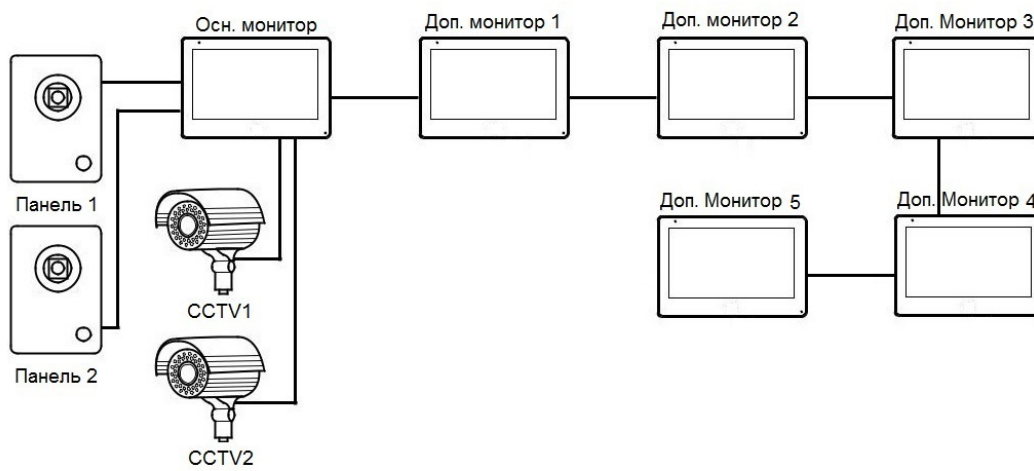 Осн. монитор
Доп. монитор 1
Доп. монитор 2
Доп. Монитор 3
Панель 1
Доп. Монитор 5
Доп. Монитор 4
CCTV1
Панель 2
CCTV2